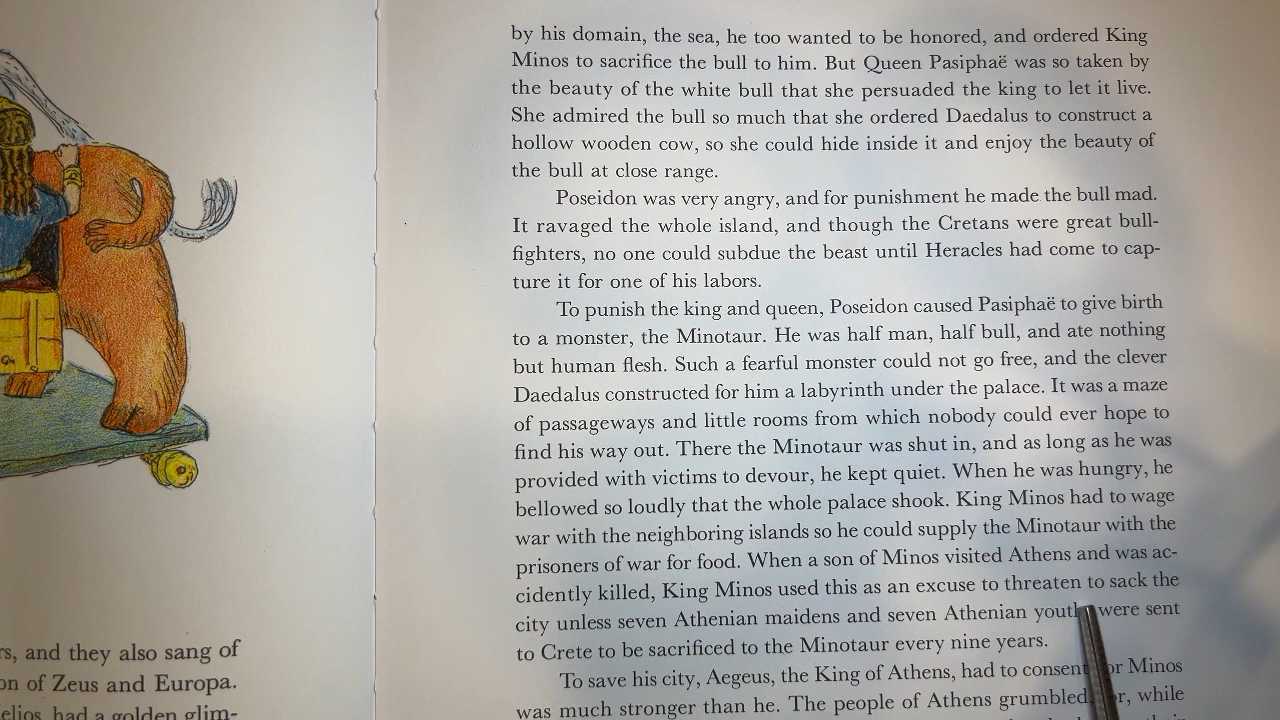 rs, and they also sang of
on of Zeus and Europa.
elios had a golden glim-
by his domain, the sea, he too wanted to be honored, and ordered King
Minos to sacrifice the bull to him. But Queen Pasiphaë was so taken by
the beauty of the white bull that she persuaded the king to let it live.
She admired the bull so much that she ordered Daedalus to construct a
hollow wooden cow, so she could hide inside it and enjoy the beauty of
the bull at close range.
Poseidon was very angry, and for punishment he made the bull mad.
It ravaged the whole island, and though the Cretans were great bull-
fighters, no one could subdue the beast until Heracles had come to cap-
ture it for one of his labors.
To punish the king and queen, Poseidon caused Pasiphaë to give birth
to a monster, the Minotaur. He was half man, half bull, and ate nothing
but human flesh. Such a fearful monster could not go free, and the clever
Daedalus constructed for him a labyrinth under the palace. It was a maze
of passageways and little rooms from which nobody could ever hope to
find his way out. There the Minotaur was shut in, and as long as he was
provided with victims to devour, he kept quiet. When he was hungry, he
bellowed so loudly that the whole palace shook. King Minos had to wage
war with the neighboring islands so he could supply the Minotaur with the
prisoners of war for food. When a son of Minos visited Athens and was ac-
cidently killed, King Minos used this as an excuse to threaten to sack the
city unless seven Athenian maidens and seven Athenian youth were sent
to Crete to be sacrificed to the Minotaur every nine years.
To save his city, Aegeus, the King of Athens, had to consent, or Minos
was much stronger than he. The people of Athens grumbled, or, while